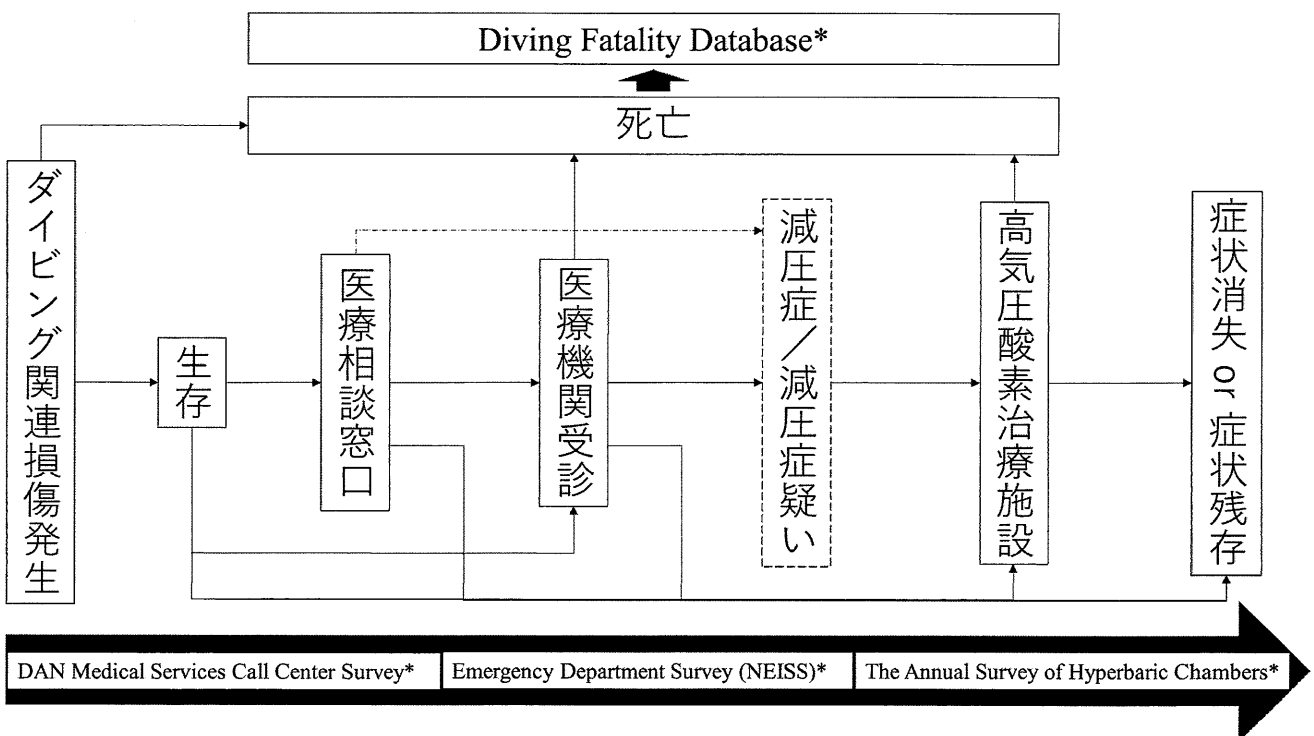 Diving Fatality Database*
死亡
ダイビング関連損傷発生
生存
医療相談窓口
医療機関受診
減圧症／減圧症疑い
高気圧酸素治療施設
症状消失 or 症状残存
DAN Medical Services Call Center Survey*
Emergency Department Survey (NEISS)*
The Annual Survey of Hyperbaric Chambers*